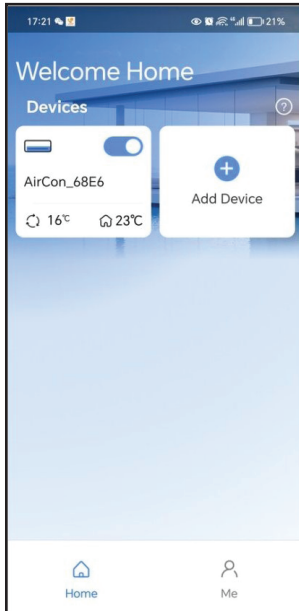 17:21 21%
Welcome Home
Devices
AirCon_68E6
Add Device
16℃ 23℃
Home Me